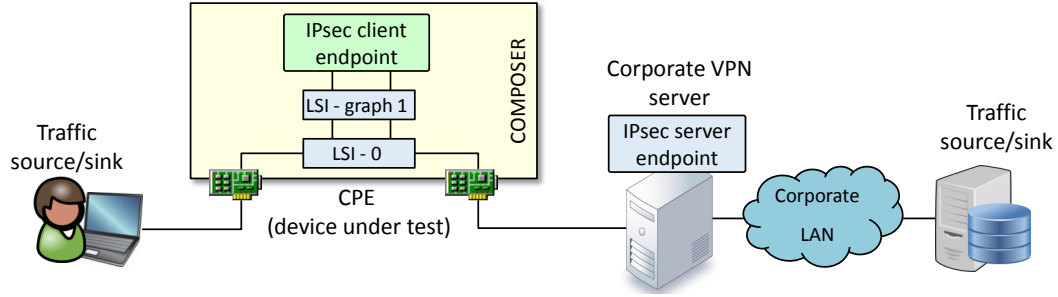 IPsec client
endpoint
COMPOSER
LSI - graph 1
LSI - 0
Traffic
source/sink
CPE
(device under test)
Corporate VPN
server
IPsec server
endpoint
Corporate
LAN
Traffic
source/sink